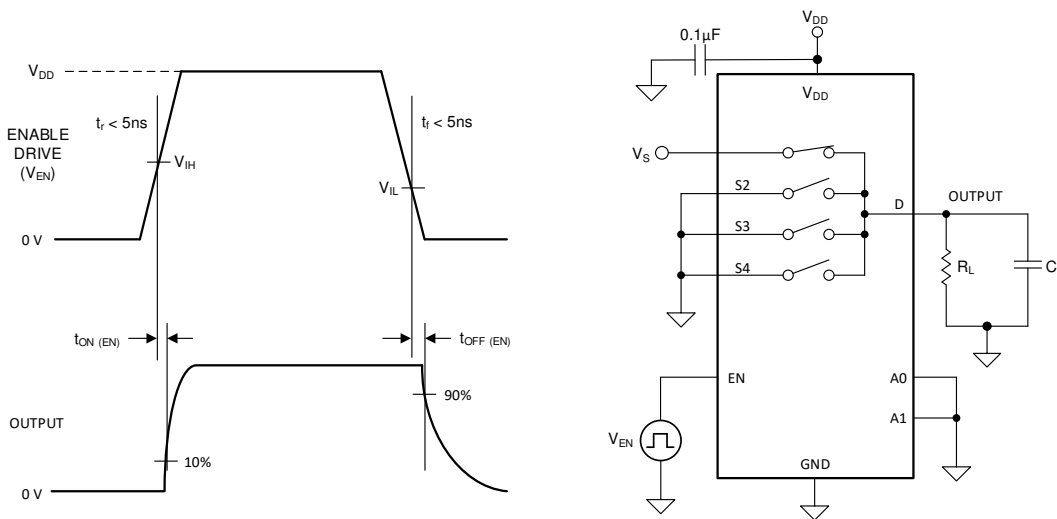 V_DD
t_r < 5ns
t_f < 5ns
ENABLE
DRIVE
(V_EN)
V_IH
V_IL
0 V
t_ON (EN)
t_OFF (EN)
90%
OUTPUT
10%
0 V
V_DD
0.1µF
V_DD
V_S
S2
D
OUTPUT
S3
S4
R_L
C
EN
A0
A1
V_EN
GND